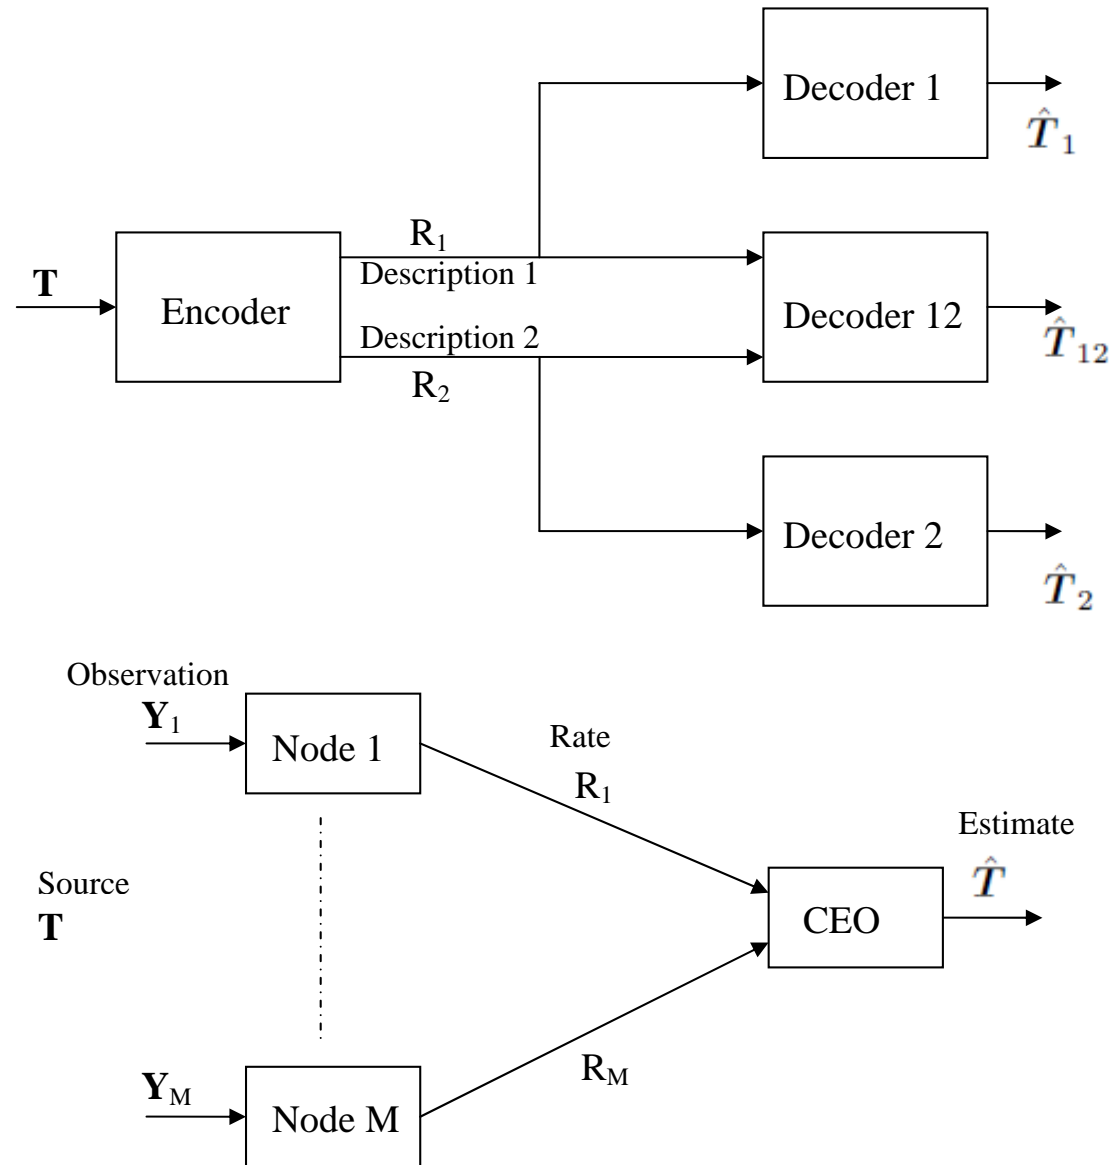 Decoder 1
T̂₁
R₁
Description 1
T
Encoder
Decoder 12
T̂₁₂
Description 2
R₂
Decoder 2
T̂₂
Observation
Y₁
Node 1
Rate
R₁
Estimate
T̂
Source
T
CEO
R_M
Y_M
Node M